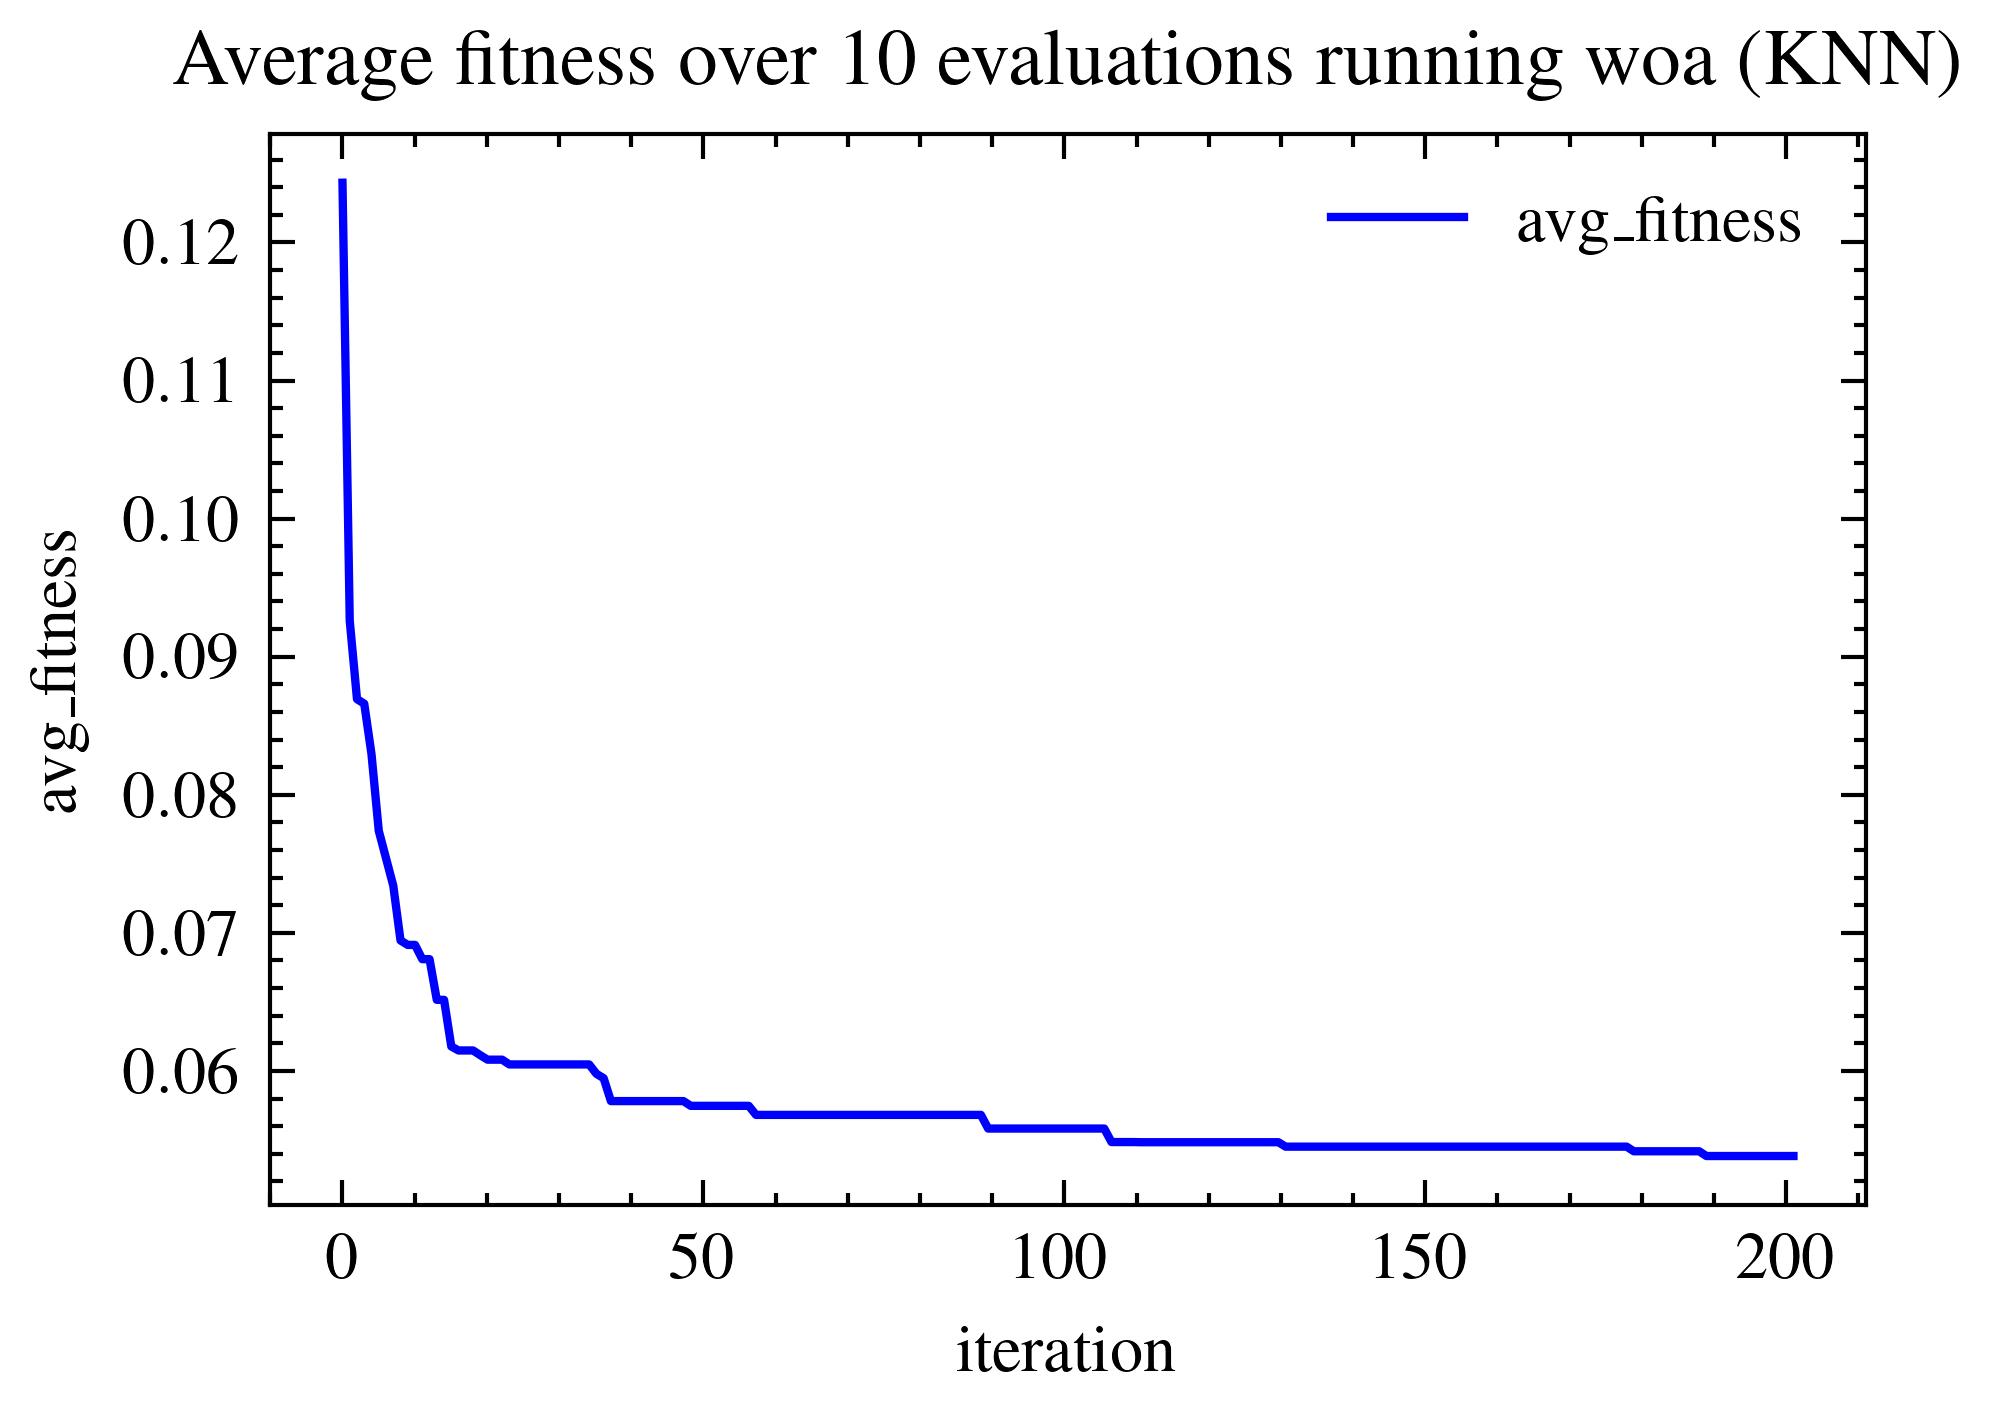 Average fitness over 10 evaluations running woa (KNN)
avg_fitness
0.12
0.11
0.10
0.09
0.08
0.07
0.06
avg_fitness
0 50 100 150 200
iteration